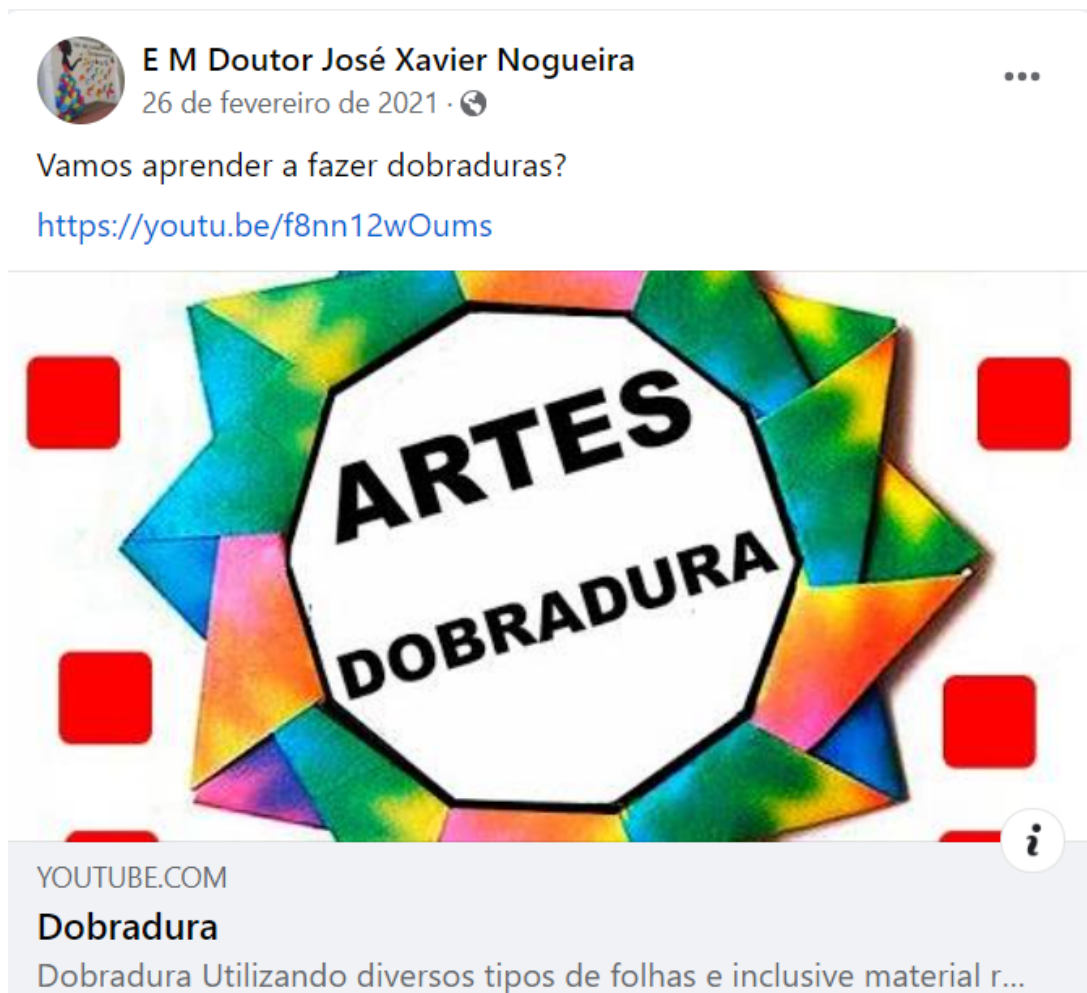 E M Doutor José Xavier Nogueira
26 de fevereiro de 2021 ·
Vamos aprender a fazer dobraduras?
https://youtu.be/f8nn12wOums
ARTES
DOBRADURA
YOUTUBE.COM
Dobradura
Dobradura Utilizando diversos tipos de folhas e inclusive material r...